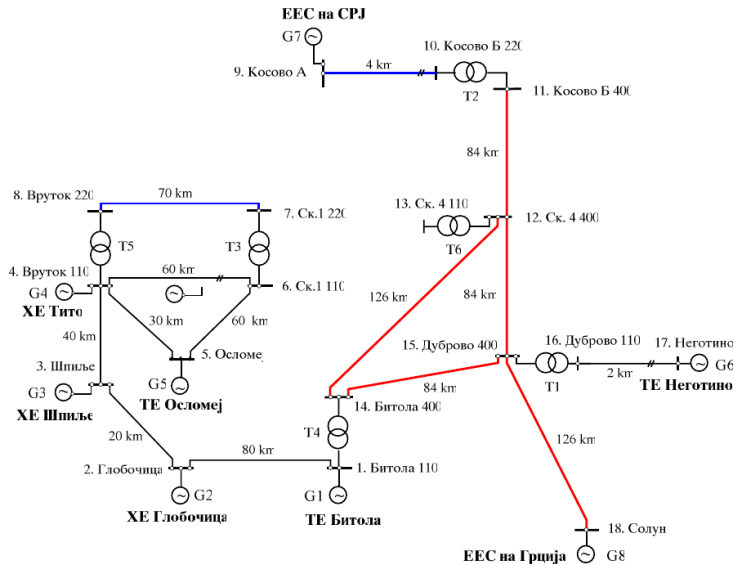 ЕЕС на СРЈ
G7
10. Косово Б 220
9. Косово А
4 km
T2
11. Косово Б 400
84 km
70 km
8. Вруток 220
7. Ск.1 220
13. Ск. 4 110
12. Ск. 4 400
T5
T3
T6
4. Вруток 110
60 km
G4
6. Ск.1 110
ХЕ Тито
126 km
84 km
30 km
60 km
40 km
15. Дуброво 400
16. Дуброво 110
17. Неготино
3. Шпиље
5. Осломеј
G6
G3
G5
84 km
T1
2 km
ТЕ Неготино
ХЕ Шпиље
ТЕ Осломеј
14. Битола 400
20 km
T4
126 km
80 km
2. Глобочица
1. Битола 110
G2
G1
ХЕ Глобочица
ТЕ Битола
18. Солун
ЕЕС на Грција
G8